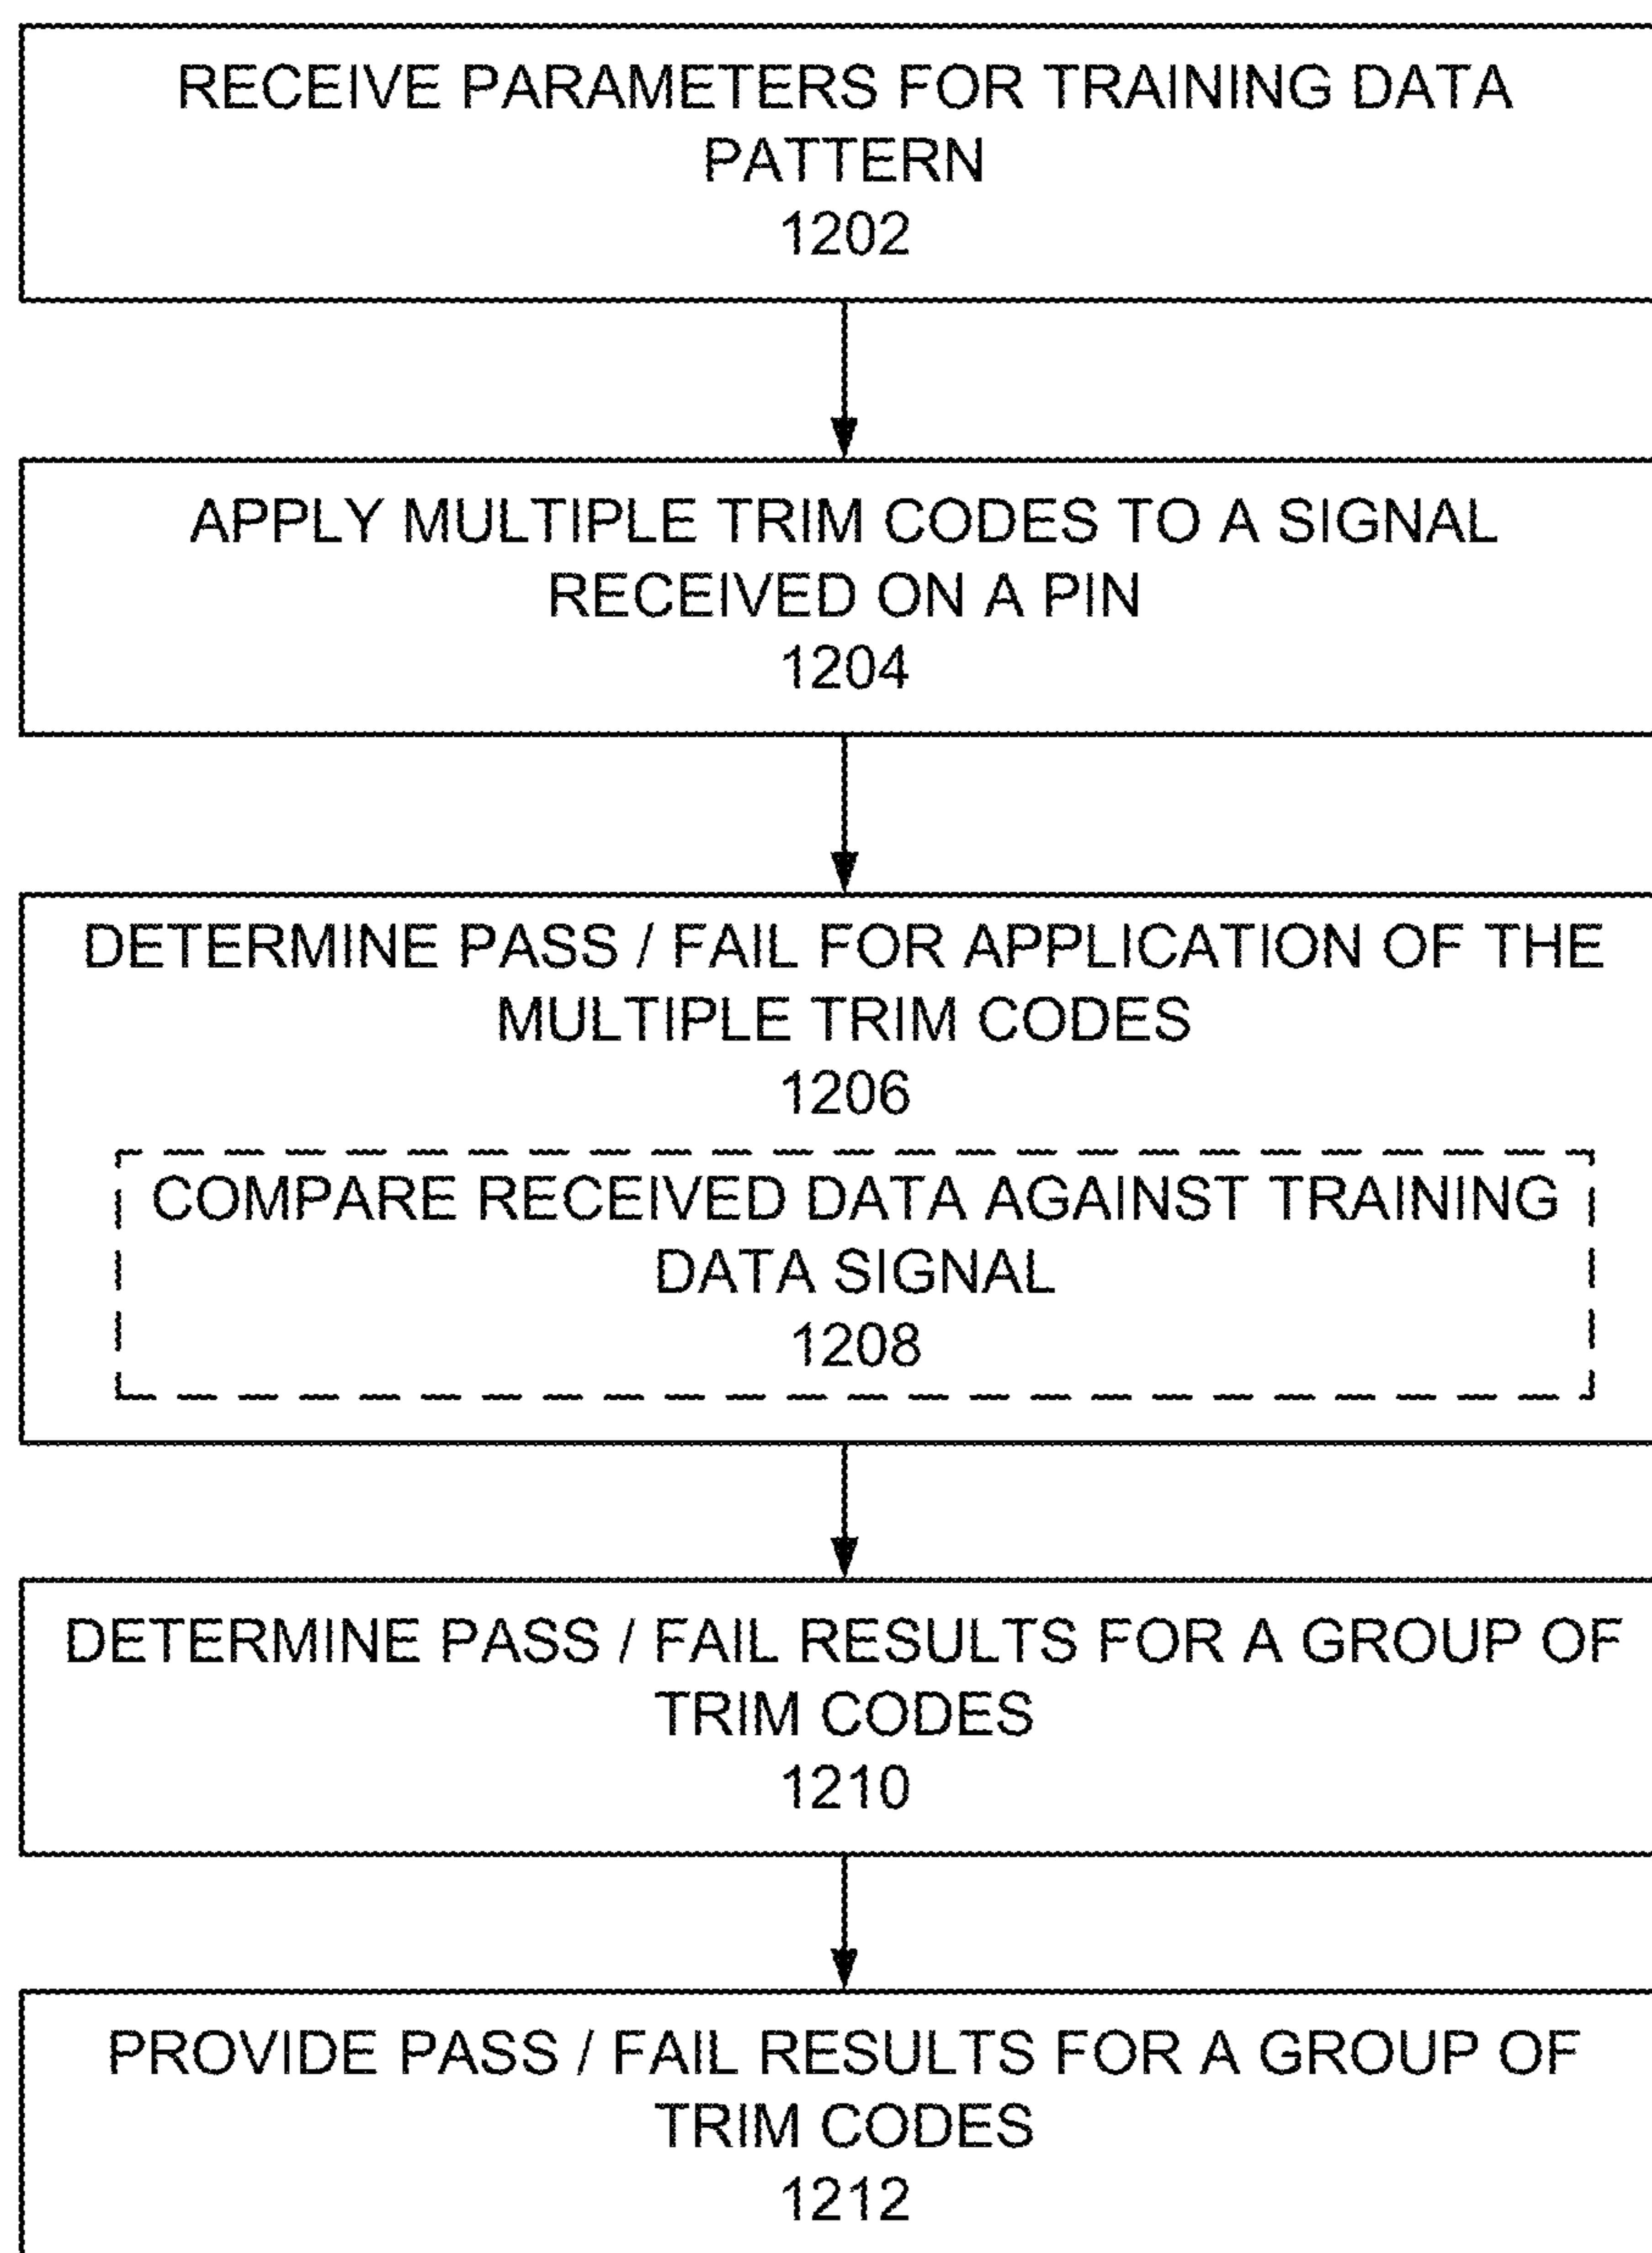 RECEIVE PARAMETERS FOR TRAINING DATA
PATTERN
1202
APPLY MULTIPLE TRIM CODES TO A SIGNAL
RECEIVED ON A PIN
1204
DETERMINE PASS / FAIL FOR APPLICATION OF THE
MULTIPLE TRIM CODES
1206
COMPARE RECEIVED DATA AGAINST TRAINING
DATA SIGNAL
1208
DETERMINE PASS / FAIL RESULTS FOR A GROUP OF
TRIM CODES
1210
PROVIDE PASS / FAIL RESULTS FOR A GROUP OF
TRIM CODES
1212